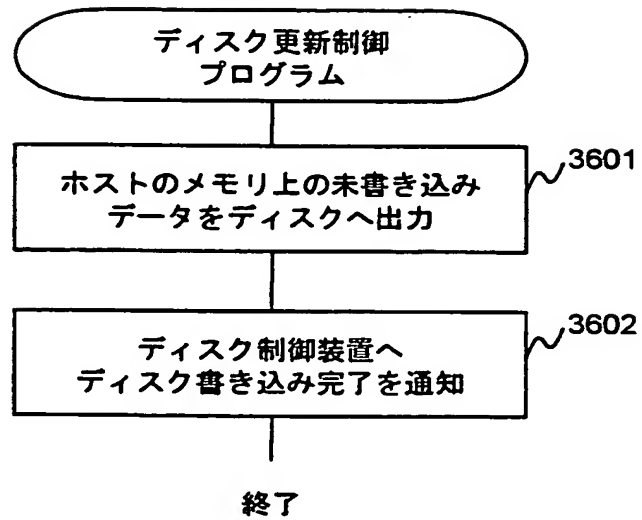 ディスク更新制御
プログラム
3601
ホストのメモリ上の未書き込み
データをディスクへ出力
3602
ディスク制御装置へ
ディスク書き込み完了を通知
終了